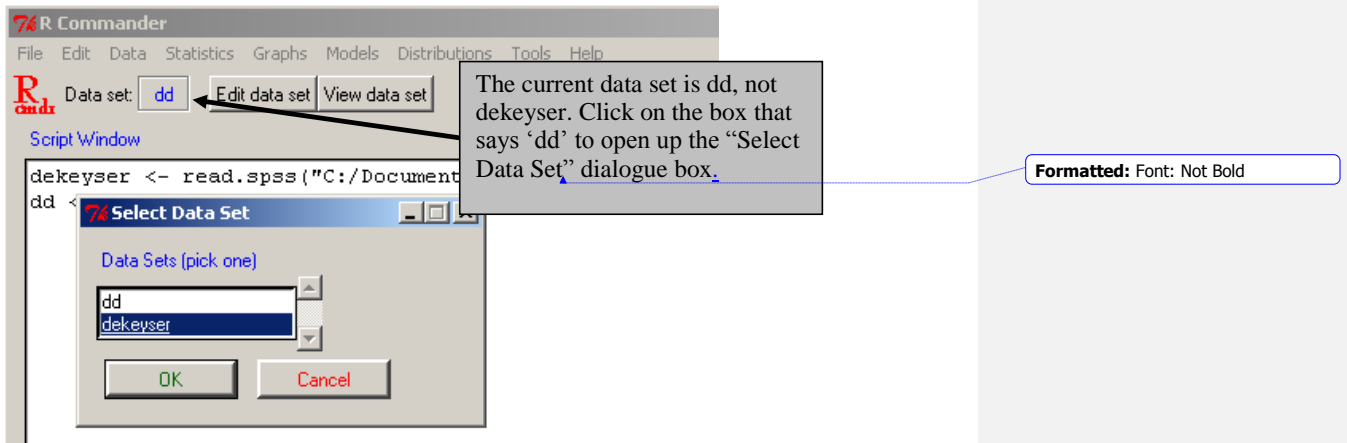 R Commander
File Edit Data Statistics Graphs Models Distributions Tools Help
R cmdr Data set: dd Edit data set View data set
The current data set is dd, not
dekeyser. Click on the box that
says ‘dd’ to open up the “Select
Data Set” dialogue box.
Formatted: Font: Not Bold
Script Window
dekeyser <- read.spss("C:/Document
dd <
Select Data Set
Data Sets (pick one)
dd
dekeyser
OK Cancel